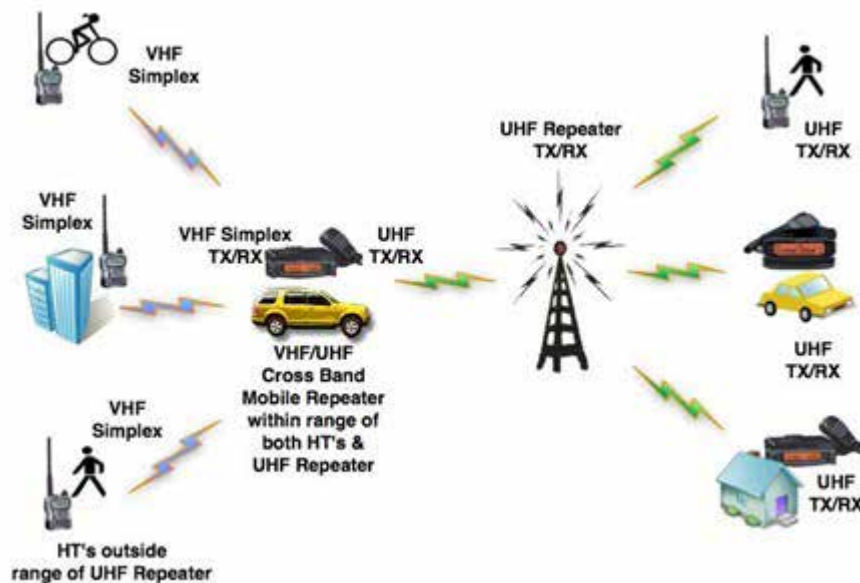 VHF
Simplex
VHF
Simplex
VHF
Simplex
HT's outside
range of UHF Repeater
VHF Simplex
TX/RX
UHF
TX/RX
VHF/UHF
Cross Band
Mobile Repeater
within range of
both HT's &
UHF Repeater
UHF Repeater
TX/RX
UHF
TX/RX
UHF
TX/RX
UHF
TX/RX